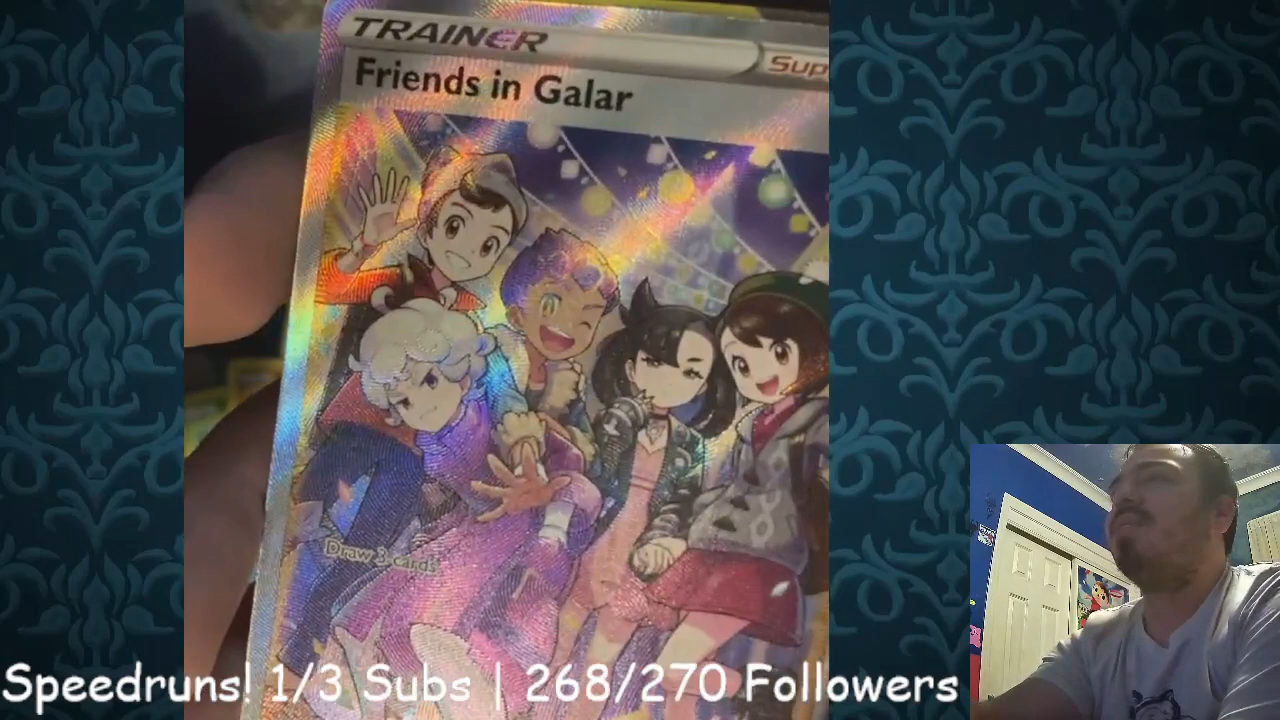 TRAINER
Sup
Friends in Galar
Draw 3 cards.
Speedruns! 1/3 Subs | 268/270 Followers